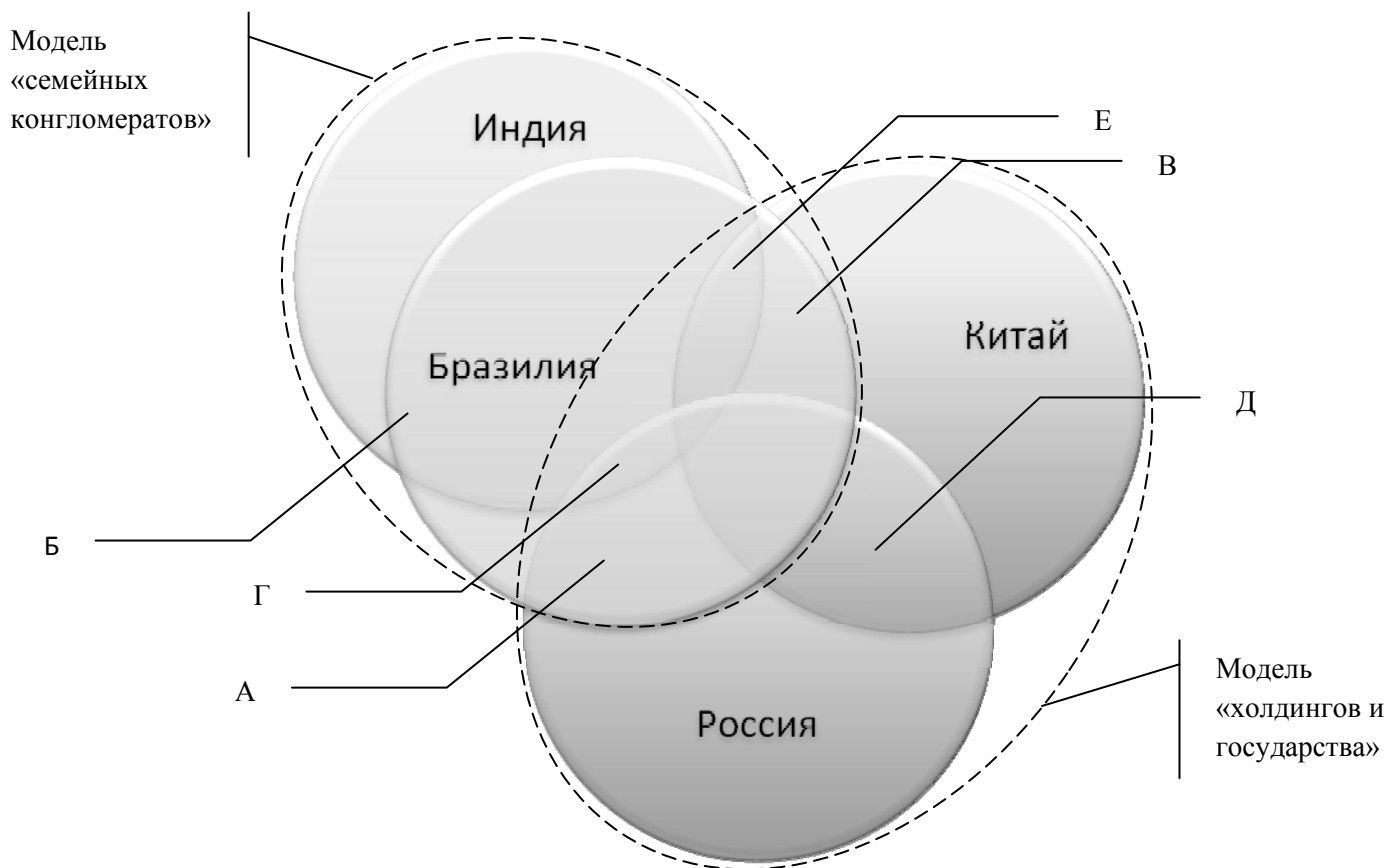 Модель
«семейных
конгломератов»
Индия
Е
В
Китай
Бразилия
Д
Б
Г
А
Россия
Модель
«холдингов и
государства»